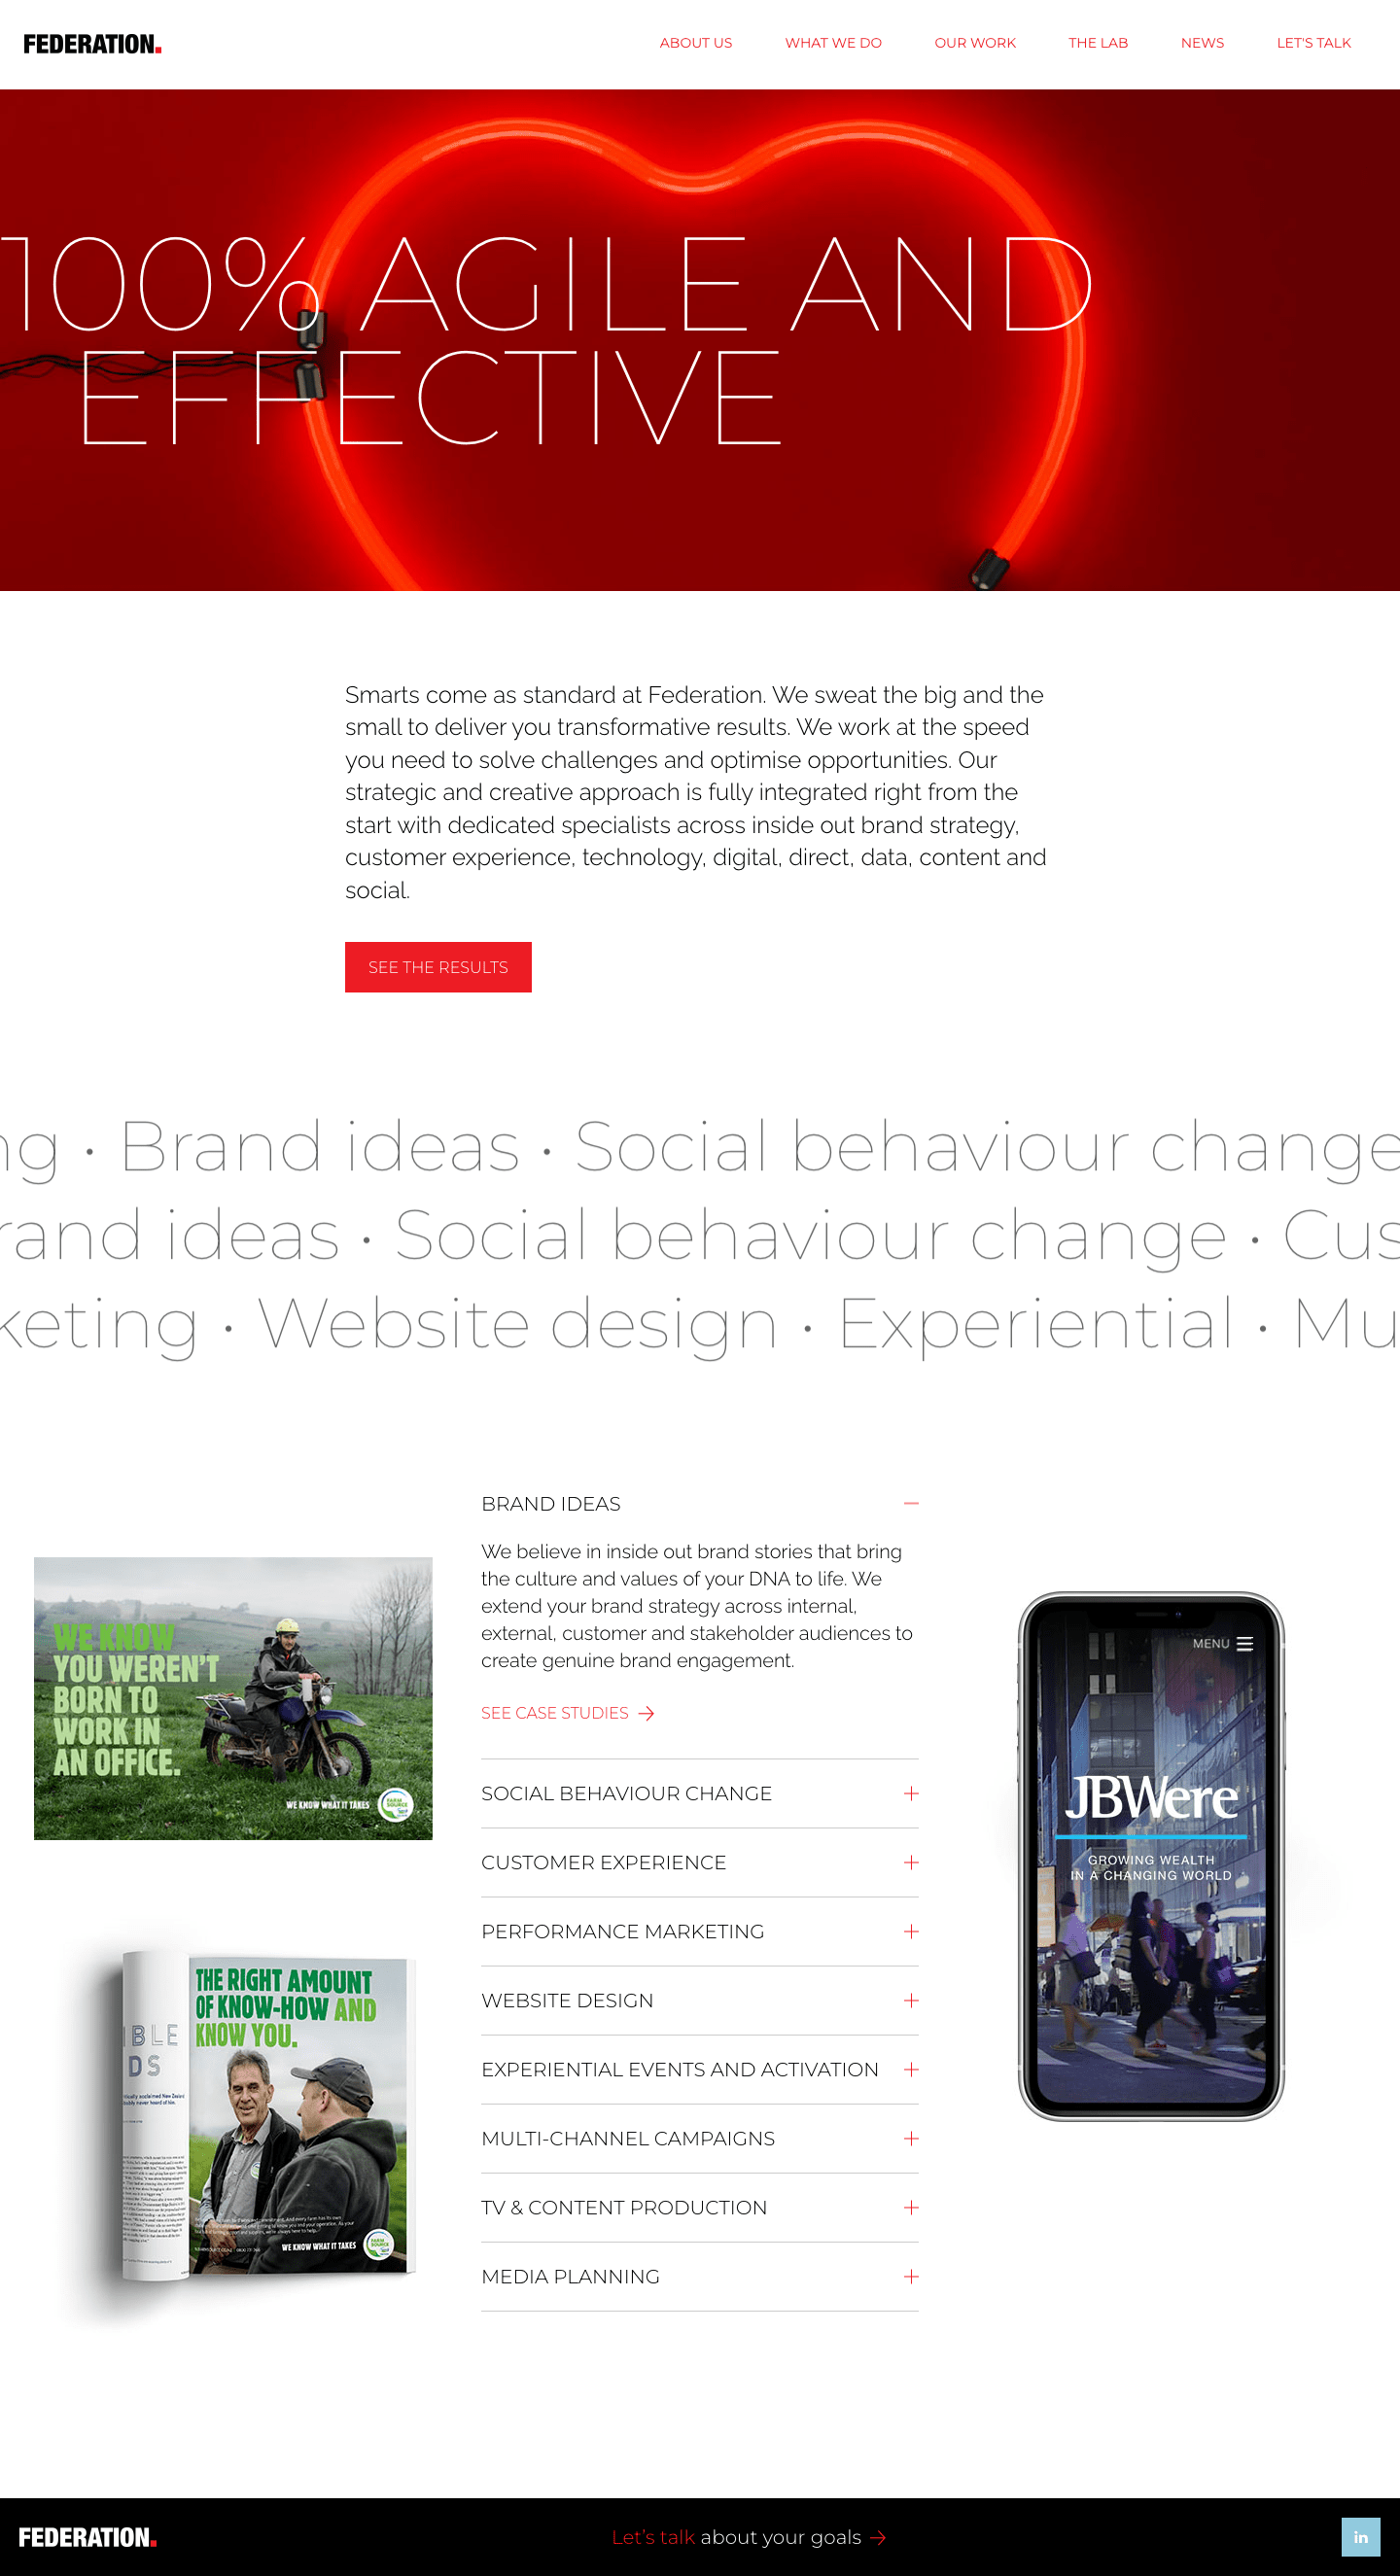 FEDERATION.
ABOUT US
WHAT WE DO
OUR WORK
THE LAB
NEWS
LET'S TALK
100% AGILE AND
EFFECTIVE
Smarts come as standard at Federation. We sweat the big and the
small to deliver you transformative results. We work at the speed
you need to solve challenges and optimise opportunities. Our
strategic and creative approach is fully integrated right from the
start with dedicated specialists across inside out brand strategy,
customer experience, technology, digital, direct, data, content and
social.
SEE THE RESULTS
ng · Brand ideas · Social behaviour change
rand ideas · Social behaviour change · Cus
keting · Website design · Experiential · Mu
BRAND IDEAS
We believe in inside out brand stories that bring
the culture and values of your DNA to life. We
extend your brand strategy across internal,
external, customer and stakeholder audiences to
create genuine brand engagement.
SEE CASE STUDIES
SOCIAL BEHAVIOUR CHANGE
CUSTOMER EXPERIENCE
PERFORMANCE MARKETING
WEBSITE DESIGN
EXPERIENTIAL EVENTS AND ACTIVATION
MULTI-CHANNEL CAMPAIGNS
TV & CONTENT PRODUCTION
MEDIA PLANNING
WE KNOW
YOU WEREN'T
BORN TO
WORK IN
AN OFFICE.
WE KNOW WHAT IT TAKES
FARM
SOURCE
THE RIGHT AMOUNT
OF KNOW-HOW AND
KNOW YOU.
IBLE
DS
WE KNOW WHAT IT TAKES
FARM
SOURCE
MENU
JBWere
GROWING WEALTH
IN A CHANGING WORLD
FEDERATION.
Let's talk about your goals
in